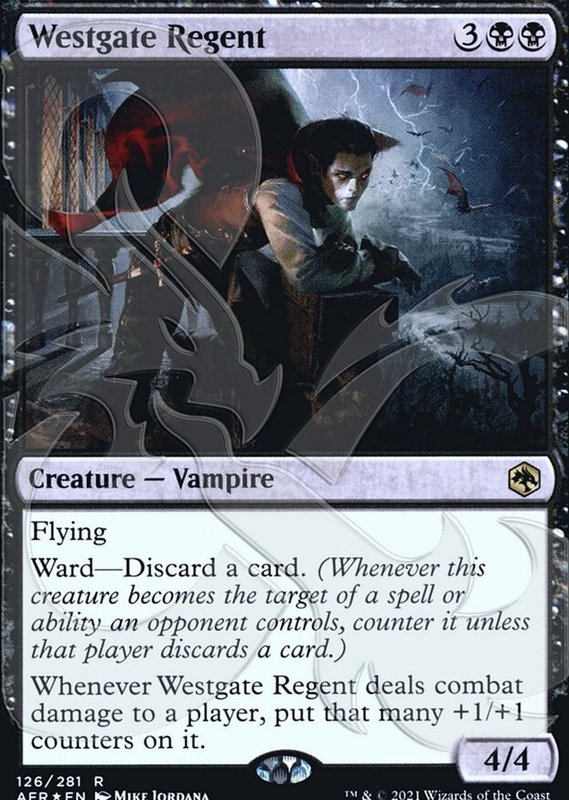 Westgate Regent 3
Creature — Vampire
Flying
Ward—Discard a card. (Whenever this
creature becomes the target of a spell or
ability an opponent controls, counter it unless
that player discards a card.)
Whenever Westgate Regent deals combat
damage to a player, put that many +1/+1
counters on it.
4/4
126/281 R
AFR★EN Mike Jordana
™ & © 2021 Wizards of the Coast